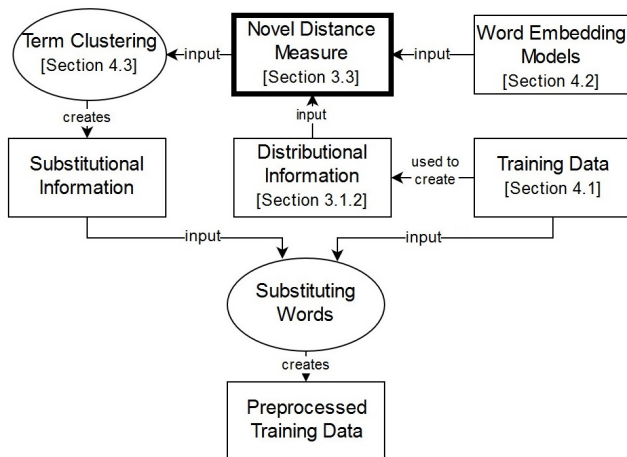 Term Clustering
[Section 4.3]
input
Novel Distance
Measure
[Section 3.3]
input
Word Embedding
Models
[Section 4.2]
creates
input
Substitutional
Information
Distributional
Information
[Section 3.1.2]
used to
create
Training Data
[Section 4.1]
input
input
Substituting
Words
creates
Preprocessed
Training Data